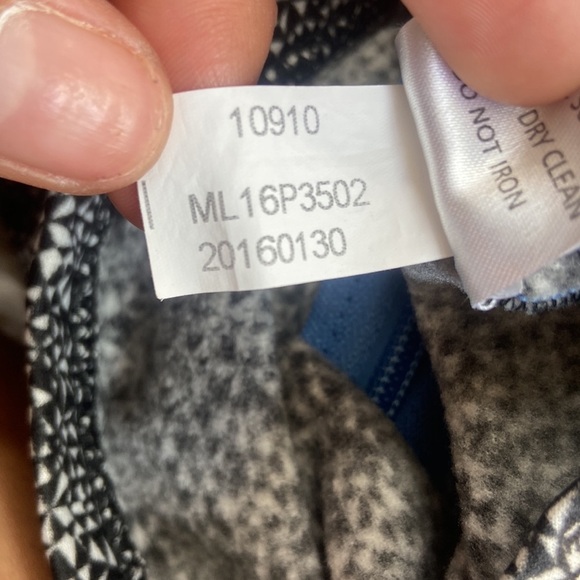 10910
ML16P3502
20160130
DRY CLEAN
DO NOT IRON